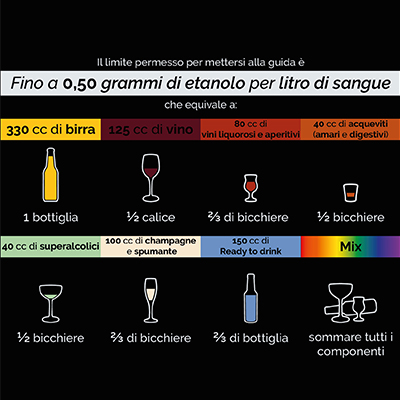 Il limite permesso per mettersi alla guida è
Fino a 0,50 grammi di etanolo per litro di sangue
che equivale a:
330 cc di birra
125 cc di vino
80 cc di
vini liquorosi e aperitivi
40 cc di acqueviti
(amari e digestivi)
1 bottiglia
½ calice
⅔ di bicchiere
½ bicchiere
40 cc di superalcolici
100 cc di champagne
e spumante
150 cc di
Ready to drink
Mix
½ bicchiere
⅔ di bicchiere
⅔ di bottiglia
sommare tutti i
componenti